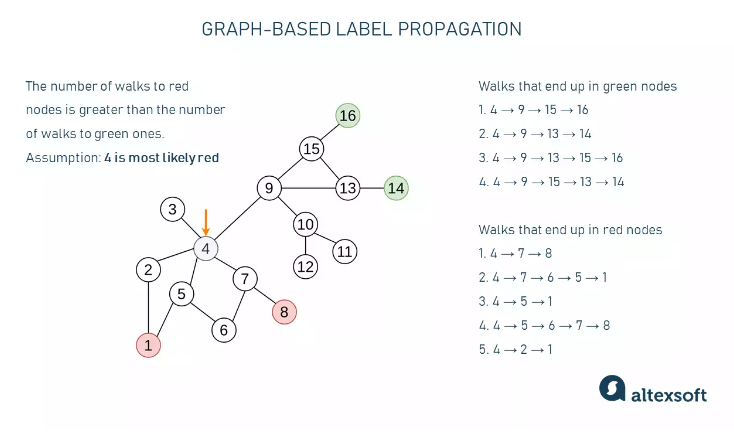 GRAPH-BASED LABEL PROPAGATION
The number of walks to red
nodes is greater than the number
of walks to green ones.
Assumption: 4 is most likely red
16
15
9
13
14
3
10
4
11
2
12
7
5
8
6
1
Walks that end up in green nodes
1. 4 → 9 → 15 → 16
2. 4 → 9 → 13 → 14
3. 4 → 9 → 13 → 15 → 16
4. 4 → 9 → 15 → 13 → 14
Walks that end up in red nodes
1. 4 → 7 → 8
2. 4 → 7 → 6 → 5 → 1
3. 4 → 5 → 1
4. 4 → 5 → 6 → 7 → 8
5. 4 → 2 → 1
altexsoft